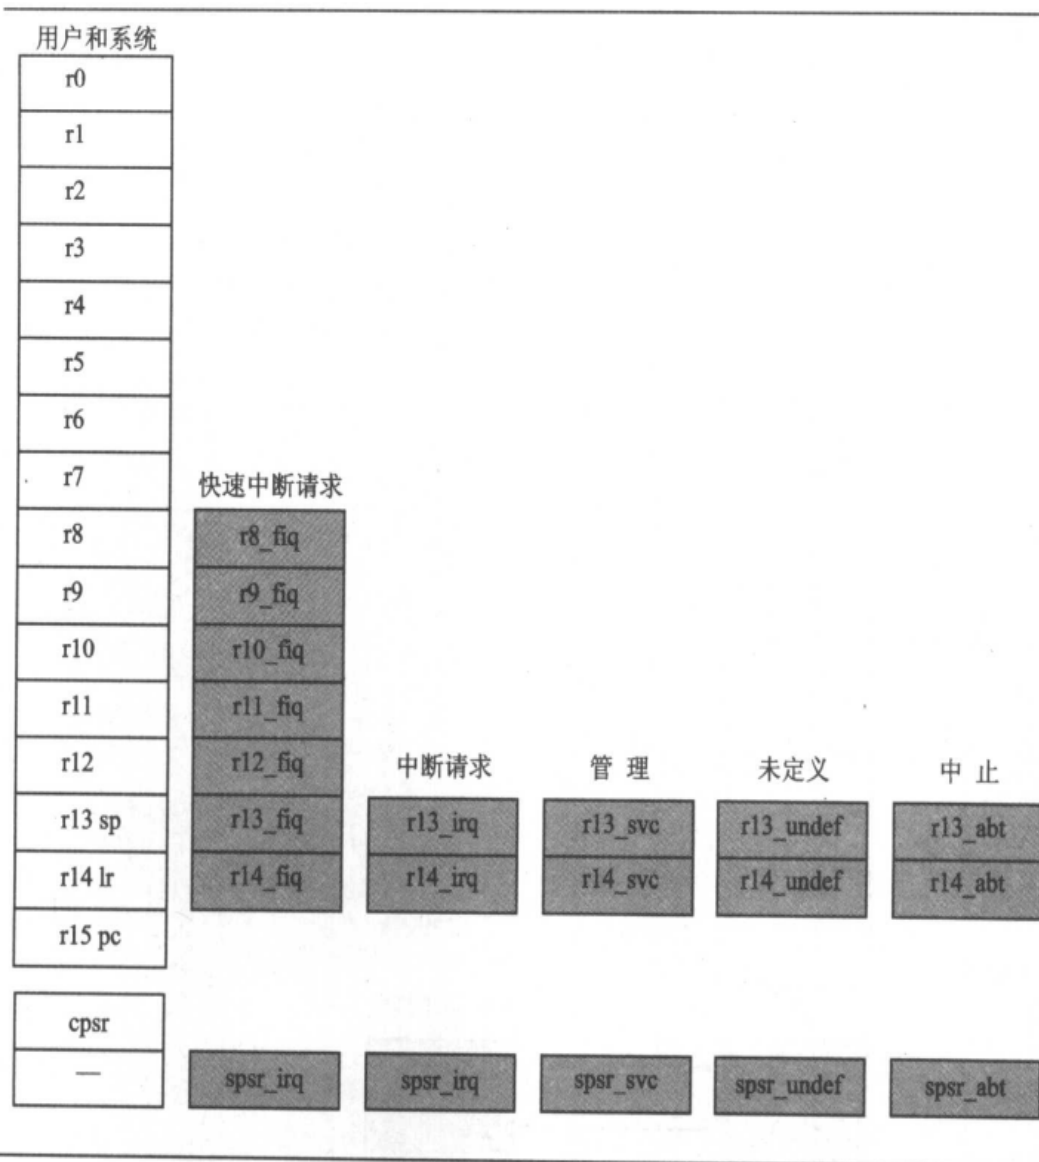 用户和系统
r0
r1
r2
r3
r4
r5
r6
r7
快速中断请求
r8
r8_fiq
r9
r9_fiq
r10
r10_fiq
r11
r11_fiq
r12
r12_fiq
中断请求
管 理
未定义
中 止
r13 sp
r13_fiq
r13_irq
r13_svc
r13_undef
r13_abt
r14 lr
r14_fiq
r14_irq
r14_svc
r14_undef
r14_abt
r15 pc
cpsr
—
spsr_irq
spsr_irq
spsr_svc
spsr_undef
spsr_abt